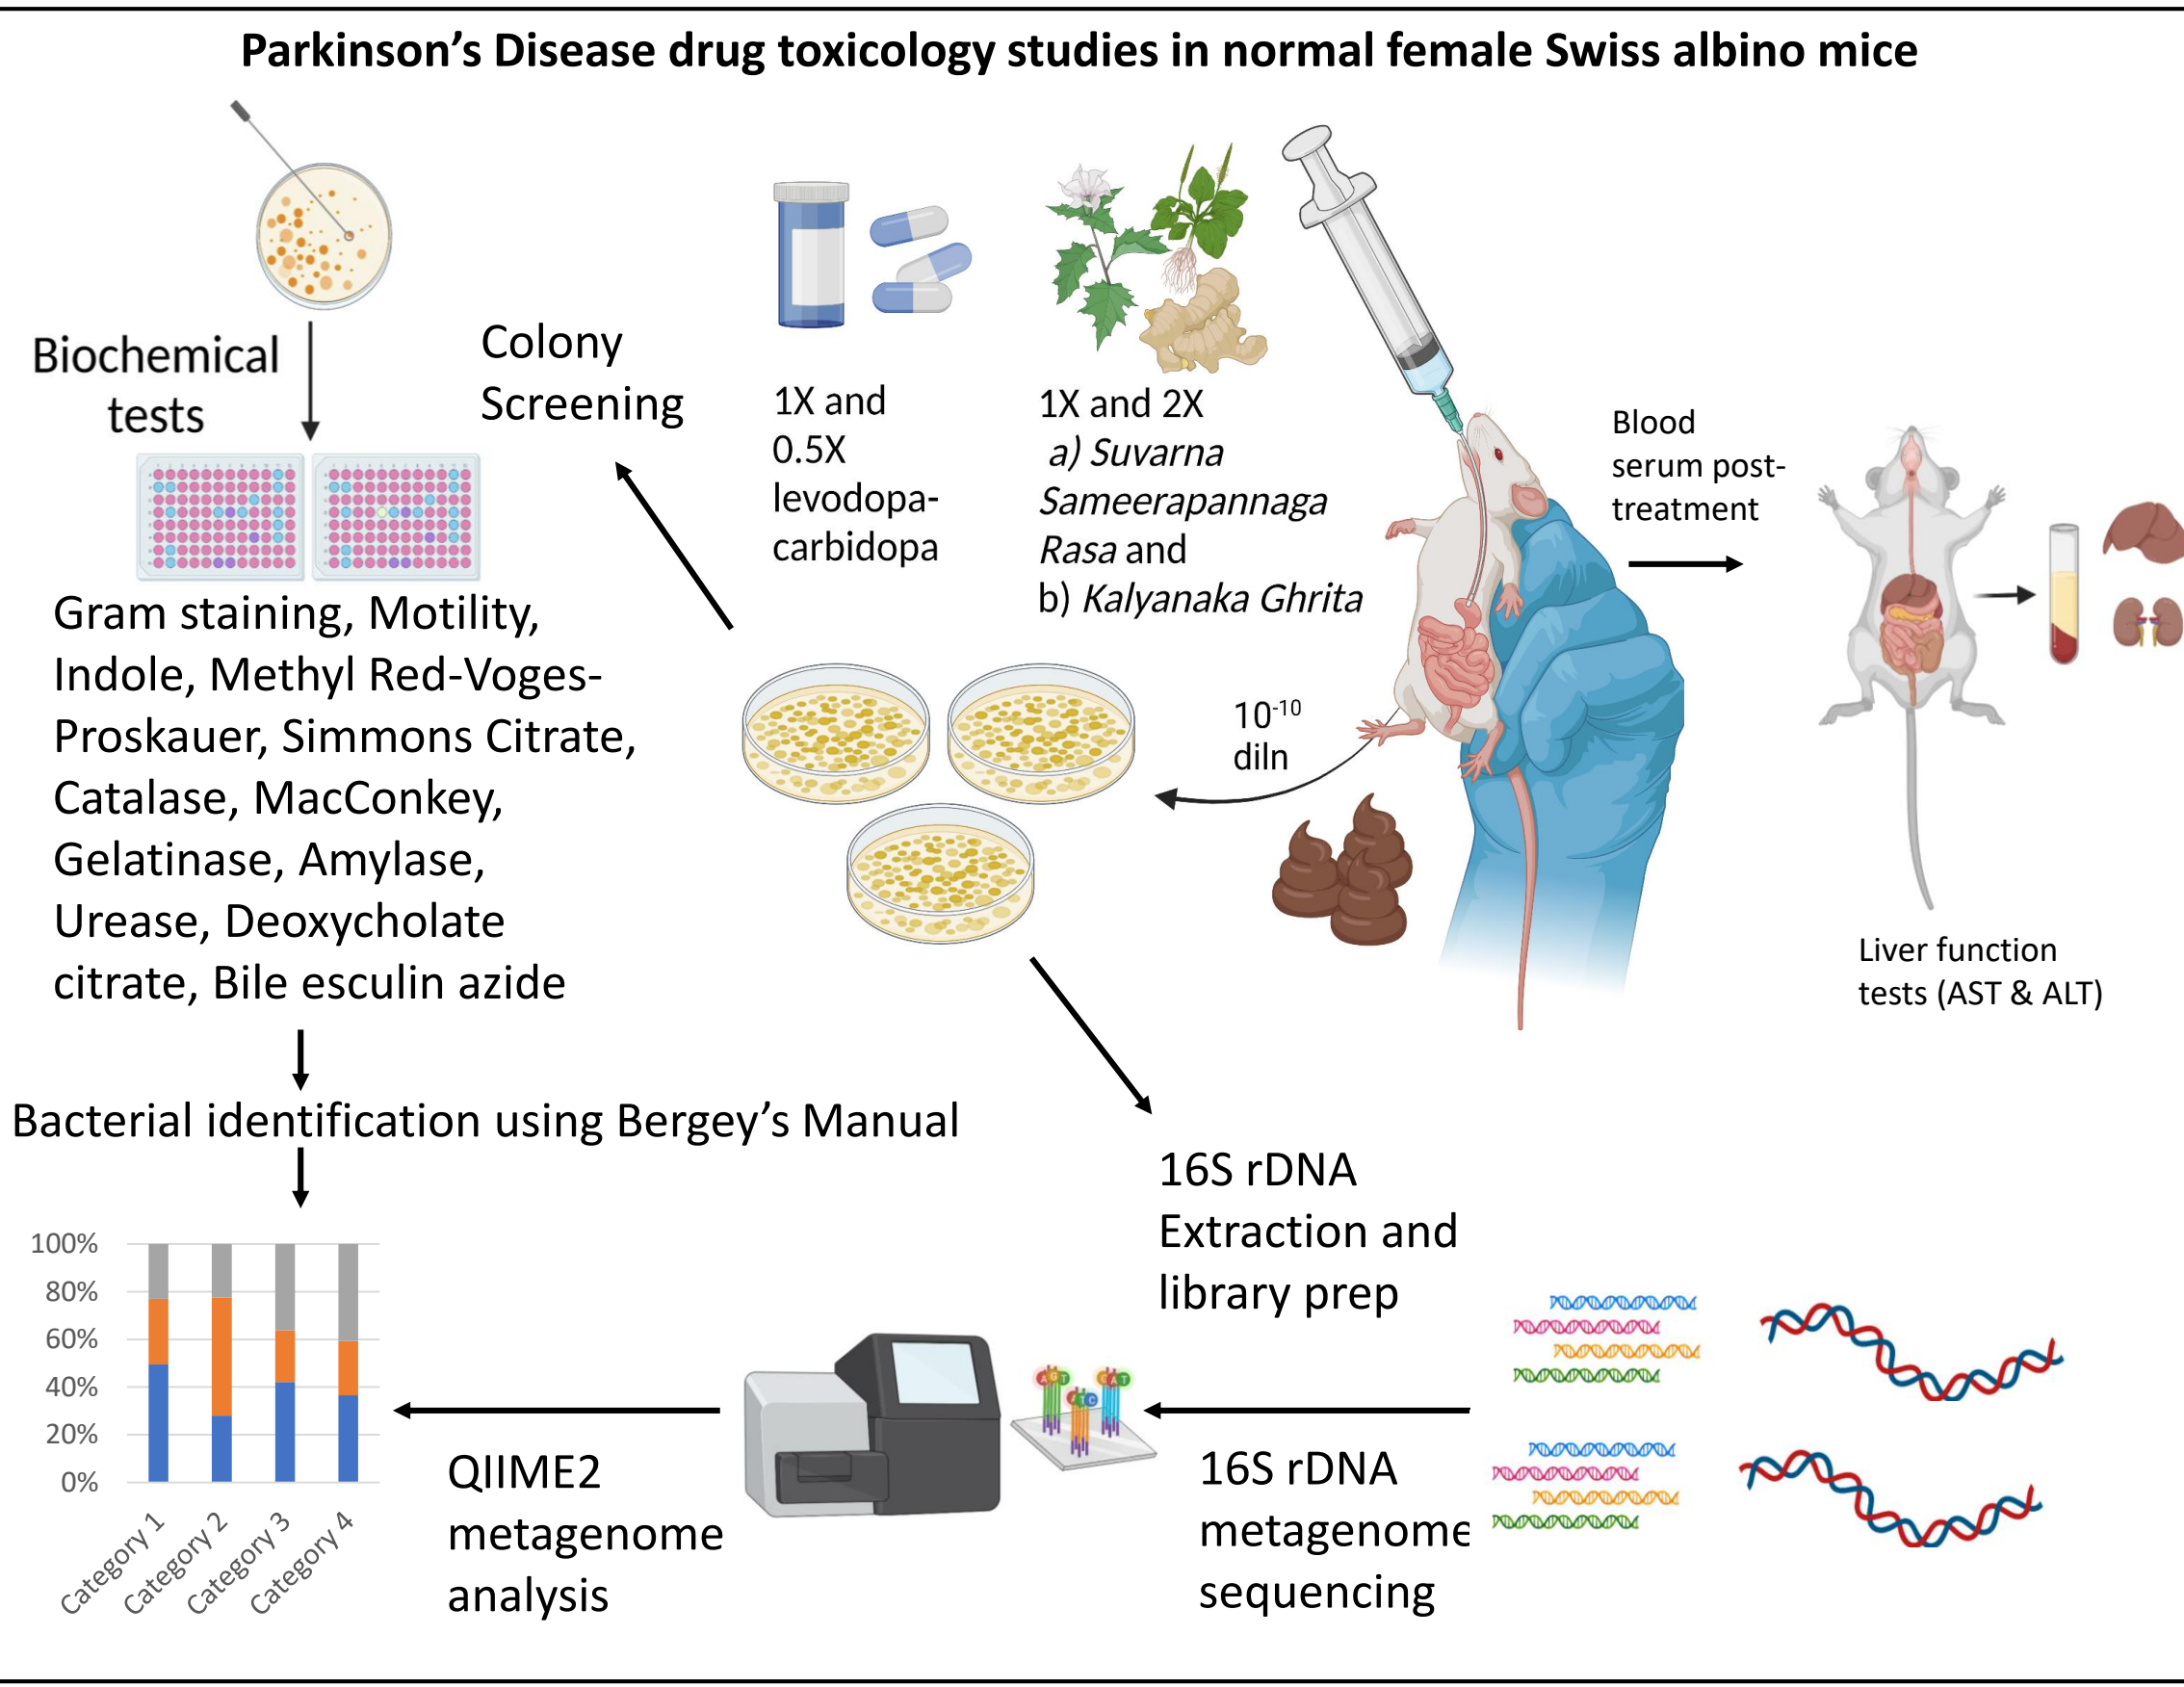 Parkinson’s Disease drug toxicology studies in normal female Swiss albino mice
Biochemical
tests
Colony
Screening
1X and
0.5X
levodopa-
carbidopa
1X and 2X
a) Suvarna
Sameerapannaga
Rasa and
b) Kalyanaka Ghrita
Blood
serum post-
treatment
Gram staining, Motility,
Indole, Methyl Red-Voges-
Proskauer, Simmons Citrate,
Catalase, MacConkey,
Gelatinase, Amylase,
Urease, Deoxycholate
citrate, Bile esculin azide
10-10
diln
Liver function
tests (AST & ALT)
Bacterial identification using Bergey’s Manual
16S rDNA
Extraction and
library prep
100%
80%
60%
40%
20%
0%
Category 1
Category 2
Category 3
Category 4
QIIME2
metagenome
analysis
A G T
A T C
C A T
16S rDNA
metagenome
sequencing